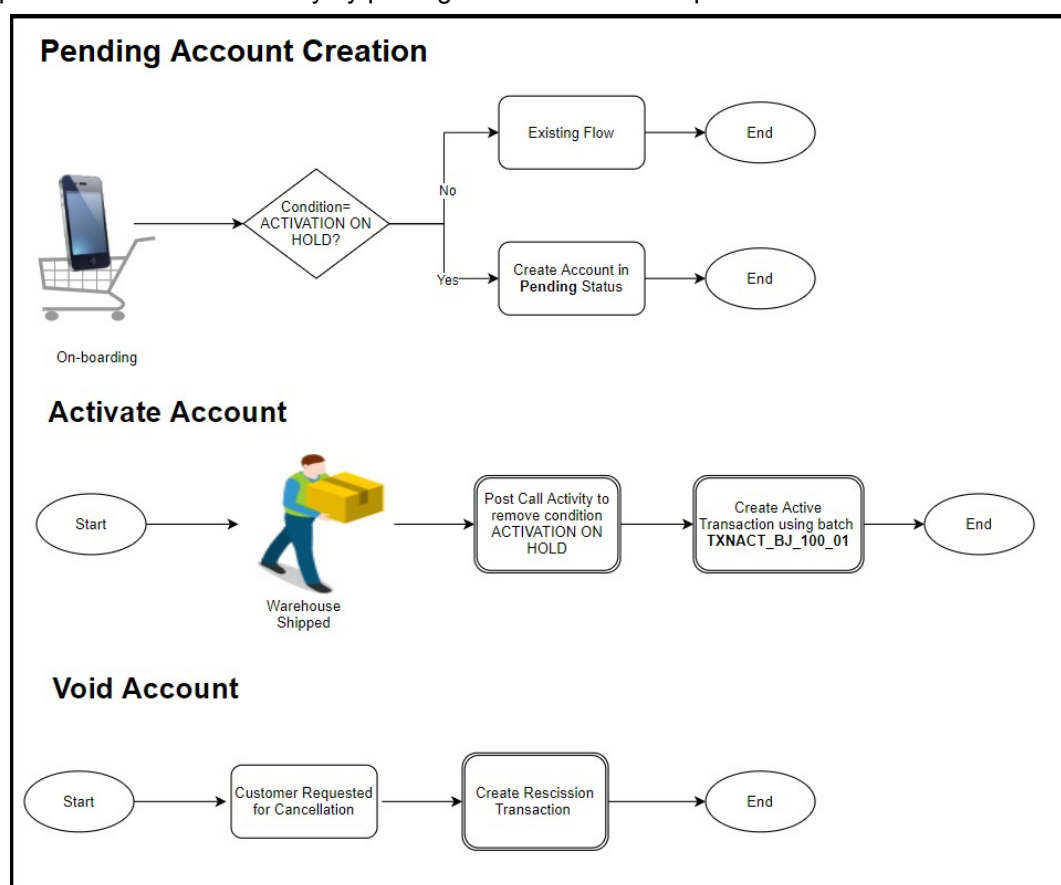 Pending Account Creation
Existing Flow
End
No
Condition=
ACTIVATION ON
HOLD?
Yes
Create Account in
Pending Status
End
On-boarding
Activate Account
Start
Warehouse
Shipped
Post Call Activity to
remove condition
ACTIVATION ON
HOLD
Create Active
Transaction using batch
TXNACT_BJ_100_01
End
Void Account
Start
Customer Requested
for Cancellation
Create Rescission
Transaction
End